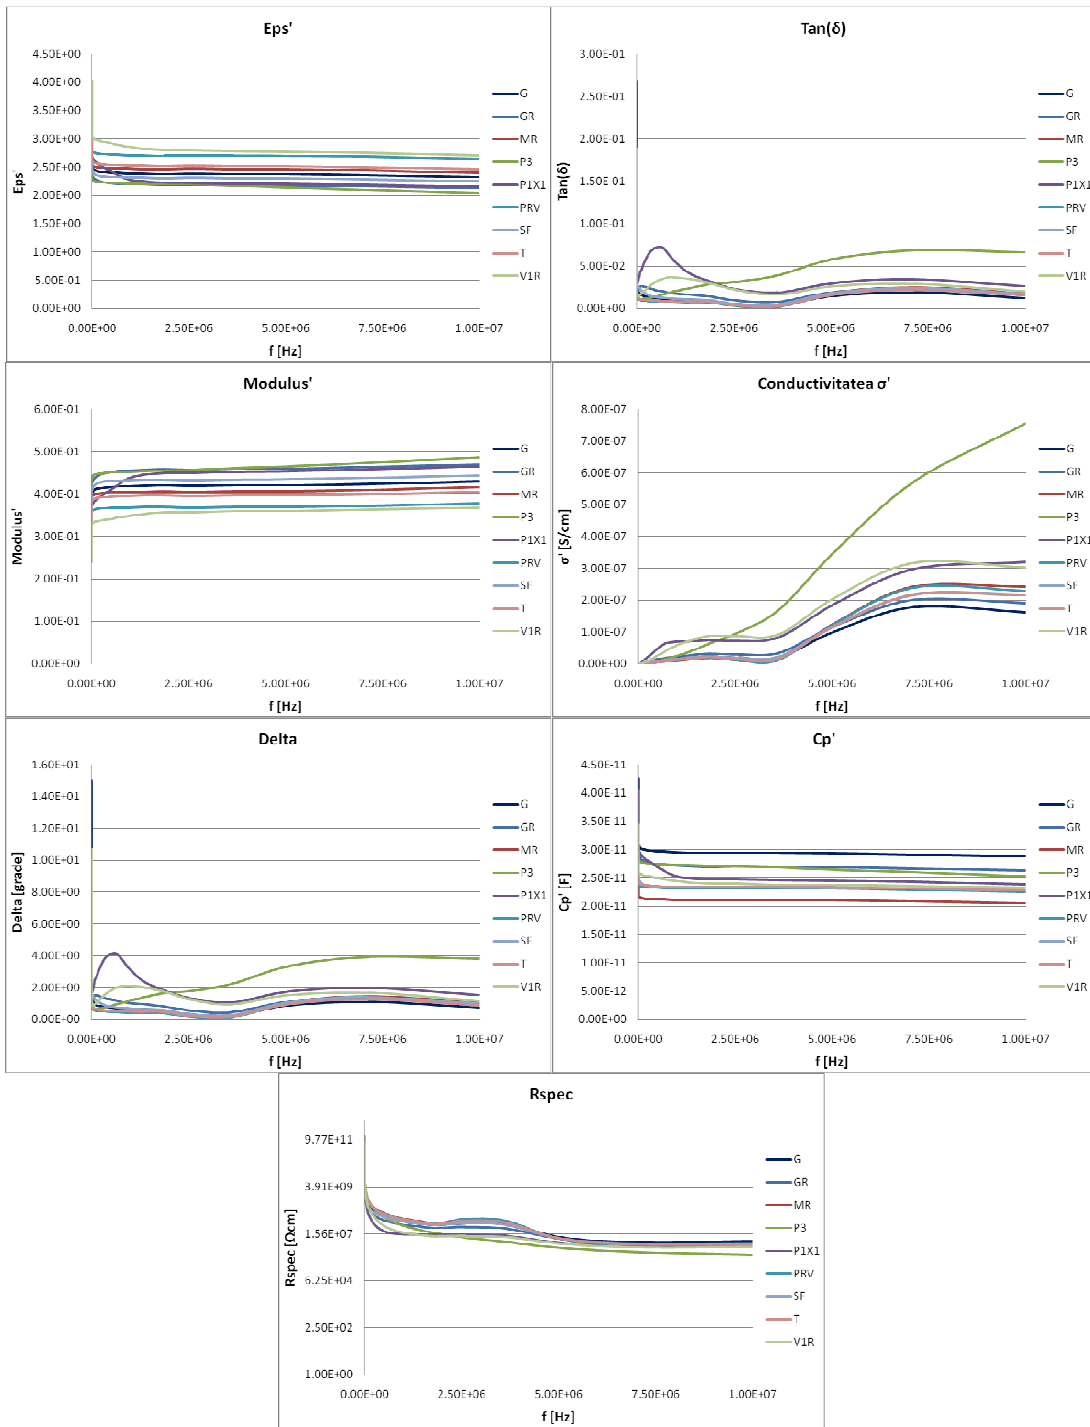 Eps'
4.50E+00
4.00E+00
3.50E+00
3.00E+00
2.50E+00
2.00E+00
1.50E+00
1.00E+00
5.00E-01
0.00E+00
Eps'
0.00E+00 2.50E+06 5.00E+06 7.50E+06 1.00E+07
f [Hz]
G
GR
MR
P3
P1X1
PRV
SF
T
V1R
Tan(δ)
3.00E-01
2.50E-01
2.00E-01
1.50E-01
1.00E-01
5.00E-02
0.00E+00
Tan(δ)
0.00E+00 2.50E+06 5.00E+06 7.50E+06 1.00E+07
f [Hz]
G
GR
MR
P3
P1X1
PRV
SF
T
V1R
Modulus'
6.00E-01
5.00E-01
4.00E-01
3.00E-01
2.00E-01
1.00E-01
0.00E+00
Modulus'
0.00E+00 2.50E+06 5.00E+06 7.50E+06 1.00E+07
f [Hz]
G
GR
MR
P3
P1X1
PRV
SF
T
V1R
Conductivitatea σ'
8.00E-07
7.00E-07
6.00E-07
5.00E-07
4.00E-07
3.00E-07
2.00E-07
1.00E-07
0.00E+00
σ' [S/cm]
0.00E+00 2.50E+06 5.00E+06 7.50E+06 1.00E+07
f [Hz]
G
GR
MR
P3
P1X1
PRV
SF
T
V1R
Delta
1.60E+01
1.40E+01
1.20E+01
1.00E+01
8.00E+00
6.00E+00
4.00E+00
2.00E+00
0.00E+00
Delta [grade]
0.00E+00 2.50E+06 5.00E+06 7.50E+06 1.00E+07
f [Hz]
G
GR
MR
P3
P1X1
PRV
SF
T
V1R
Cp'
4.50E-11
4.00E-11
3.50E-11
3.00E-11
2.50E-11
2.00E-11
1.50E-11
1.00E-11
5.00E-12
0.00E+00
Cp' [F]
0.00E+00 2.50E+06 5.00E+06 7.50E+06 1.00E+07
f [Hz]
G
GR
MR
P3
P1X1
PRV
SF
T
V1R
Rspec
9.77E+11
3.91E+09
1.56E+07
6.25E+04
2.50E+02
1.00E+00
Rspec [Ωcm]
0.00E+00 2.50E+06 5.00E+06 7.50E+06 1.00E+07
f [Hz]
G
GR
MR
P3
P1X1
PRV
SF
T
V1R